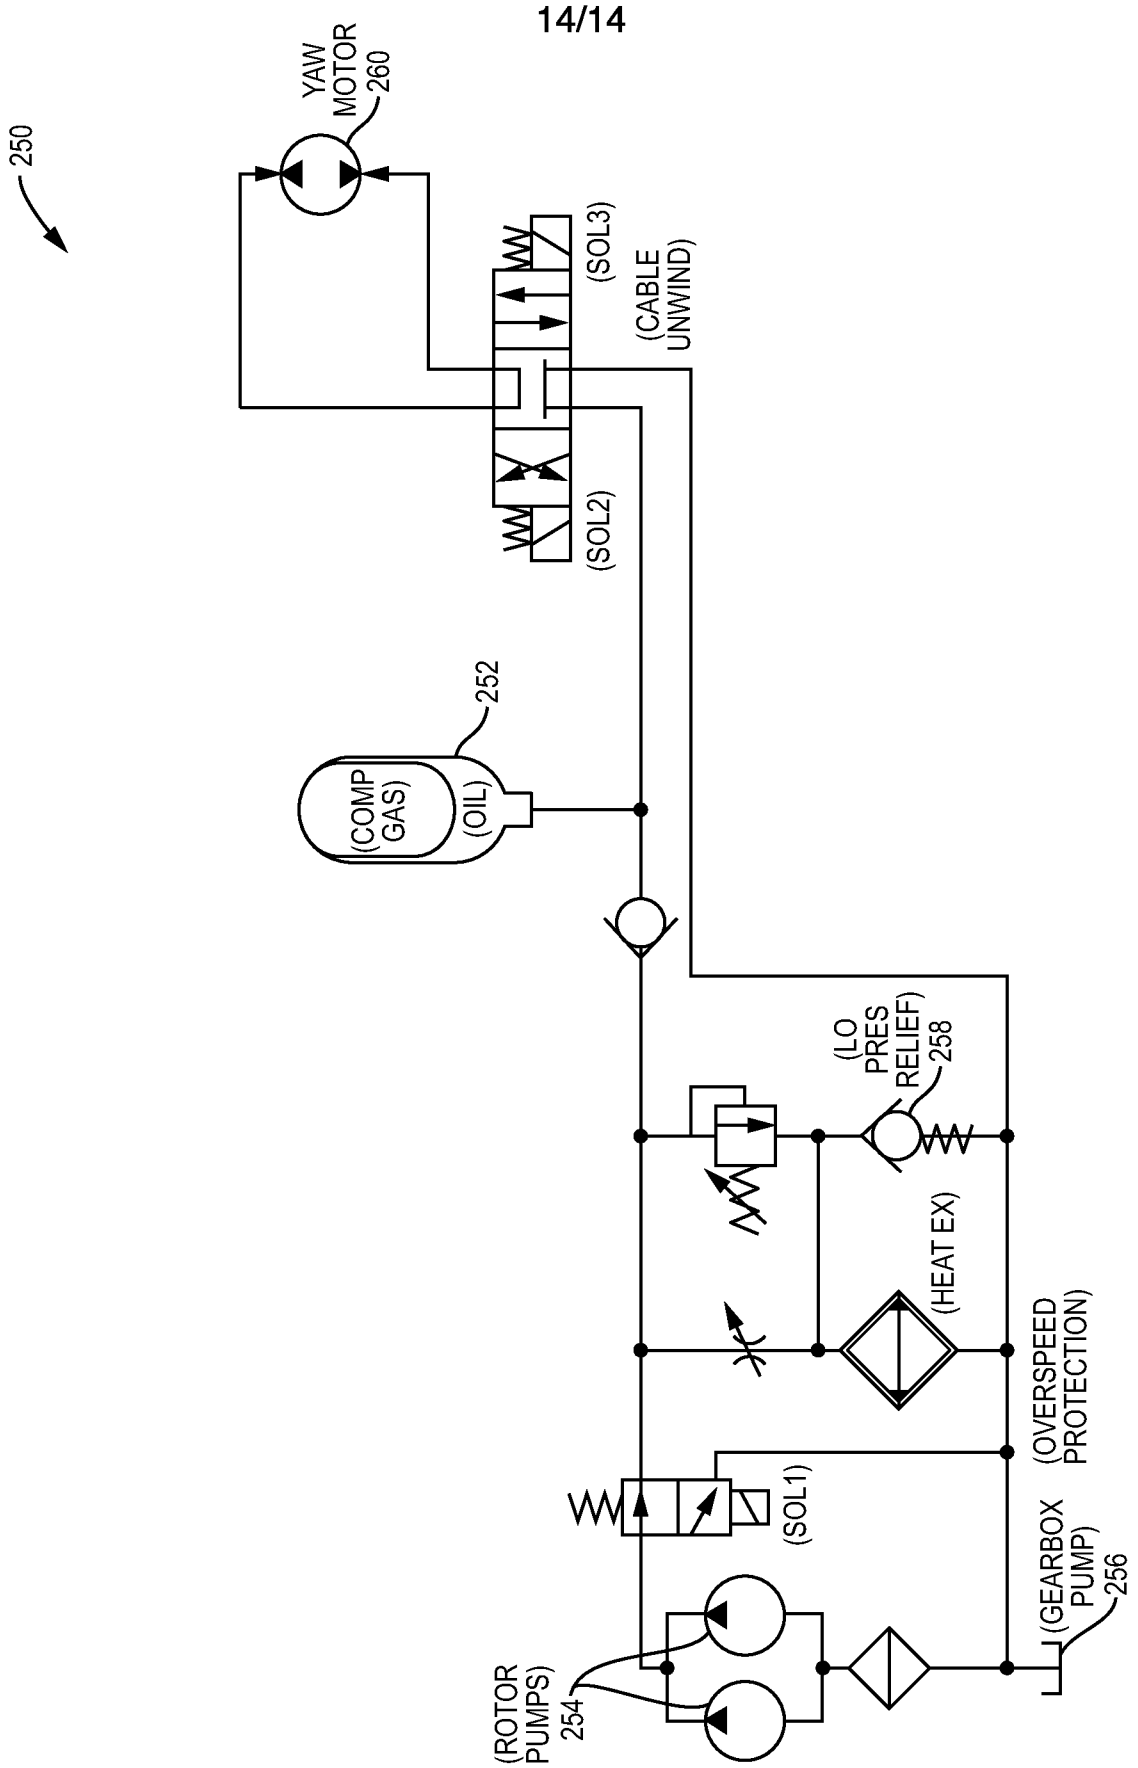 14/14
250
YAW
MOTOR
260
(SOL3)
(CABLE
UNWIND)
(SOL2)
252
(COMP
GAS)
(OIL)
(LO
PRES
RELIEF)
258
(HEAT EX)
(OVERSPEED
PROTECTION)
(SOL1)
(GEARBOX
PUMP)
256
(ROTOR
PUMPS)
254